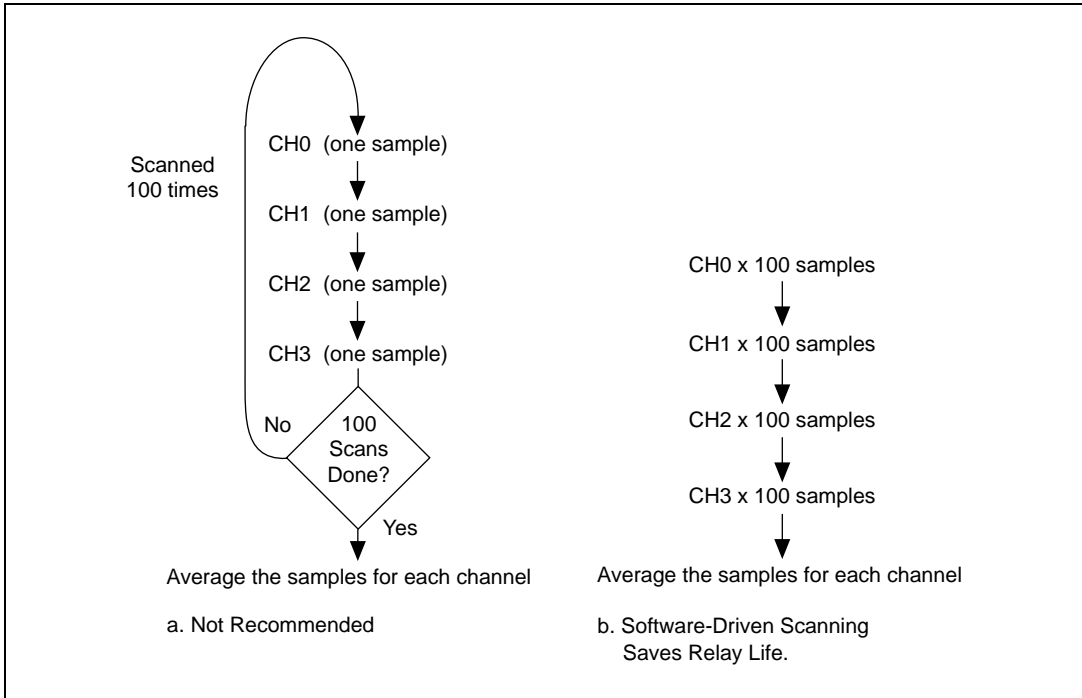 Scanned
100 times
CH0 (one sample)
CH1 (one sample)
CH2 (one sample)
CH3 (one sample)
No
100
Scans
Done?
Yes
Average the samples for each channel
a. Not Recommended
CH0 x 100 samples
CH1 x 100 samples
CH2 x 100 samples
CH3 x 100 samples
Average the samples for each channel
b. Software-Driven Scanning
Saves Relay Life.